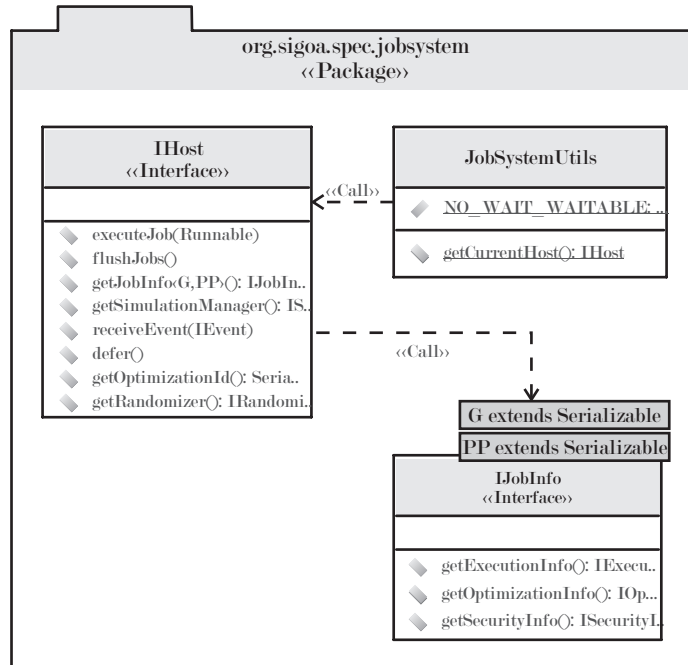 org.sigoa.spec.jobsystem
‹‹Package››
IHost
‹‹Interface››
executeJob(Runnable)
flushJobs()
getJobInfo‹G,PP›(): IJobIn..
getSimulationManager(): IS..
receiveEvent(IEvent)
defer()
getOptimizationId(): Seria..
getRandomizer(): IRandomi..
‹‹Call››
JobSystemUtils
NO_WAIT_WAITABLE: ...
getCurrentHost(): IHost
‹‹Call››
G extends Serializable
PP extends Serializable
IJobInfo
‹‹Interface››
getExecutionInfo(): IExecu..
getOptimizationInfo(): IOp...
getSecurityInfo(): ISecurityI..